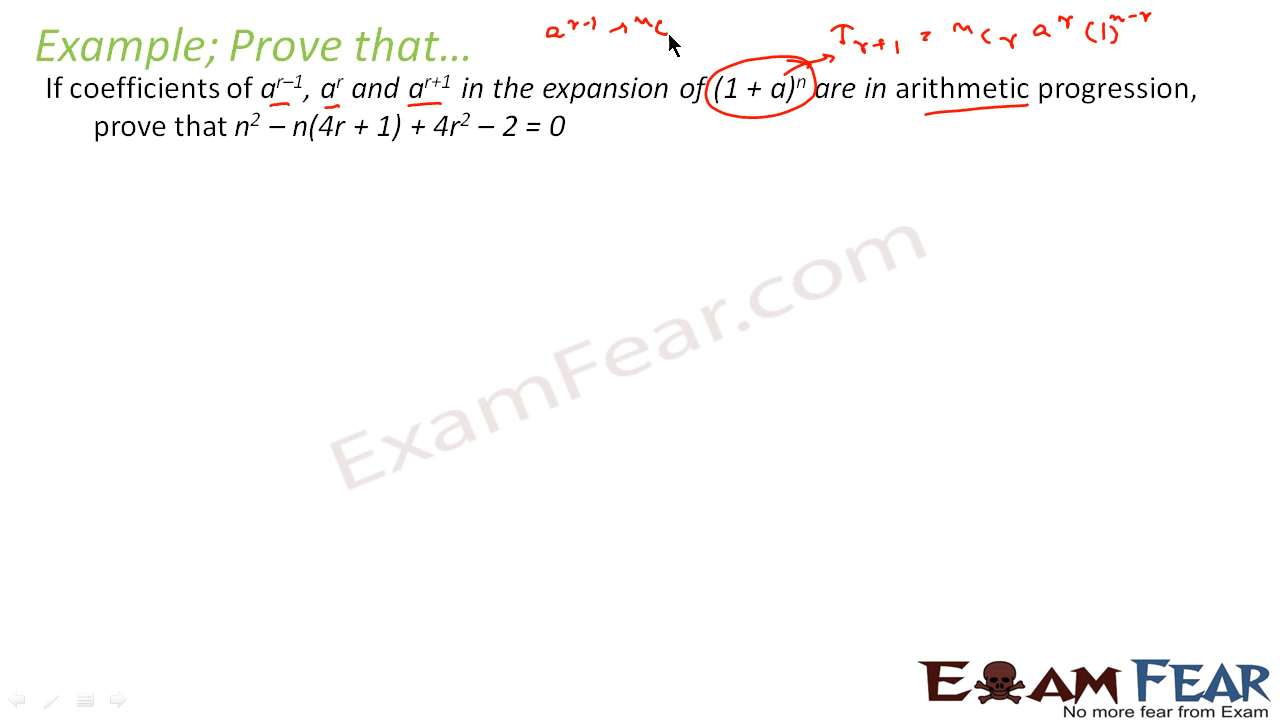 Example; Prove that...
a^{r-1} → ^nC
T_{r+1} = ^nC_r a^r (1)^{n-r}
If coefficients of a^{r–1}, a^r and a^{r+1} in the expansion of (1 + a)^n are in arithmetic progression,
prove that n² – n(4r + 1) + 4r² – 2 = 0
ExamFear.com
EXAM FEAR
No more fear from Exam